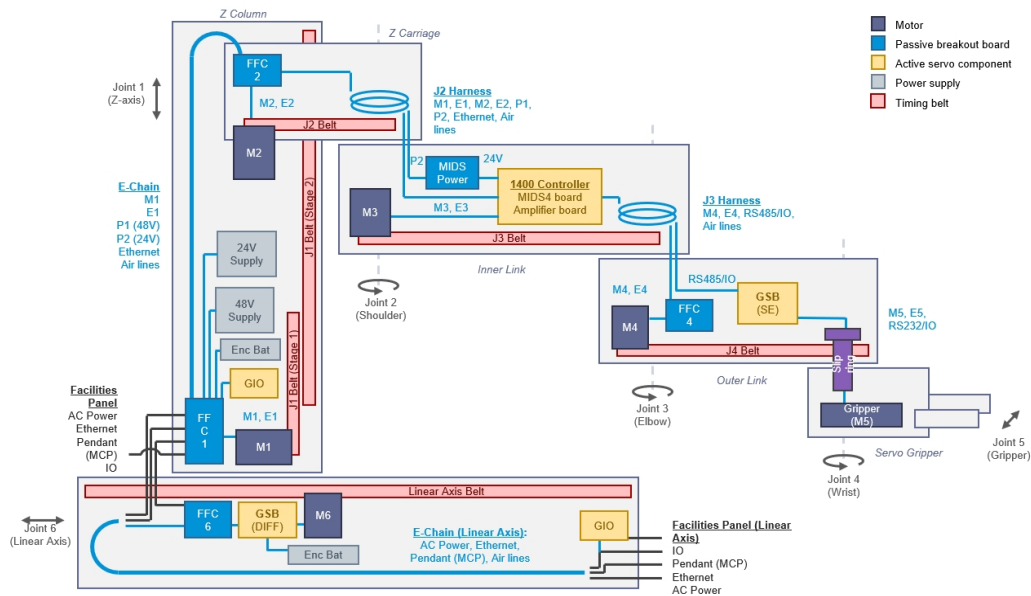 Z Column
Z Carriage
Motor
Passive breakout board
Active servo component
Power supply
Timing belt
Joint 1
(Z-axis)
FFC
2
M2, E2
J2 Belt
M2
J2 Harness
M1, E1, M2, E2, P1,
P2, Ethernet, Air
lines
E-Chain
M1
E1
P1 (48V)
P2 (24V)
Ethernet
Air lines
J1 Belt (Stage 2)
24V
Supply
48V
Supply
Enc Bat
GIO
J1 Belt (Stage 1)
FF
C
1
M1, E1
M1
P2
24V
MIDS
Power
1400 Controller
MIDS4 board
Amplifier board
M3
M3, E3
J3 Belt
Inner Link
J3 Harness
M4, E4, RS485/IO,
Air lines
Joint 2
(Shoulder)
M4, E4
RS485/IO
M4
FFC
4
GSB
(SE)
J4 Belt
Slip
ring
M5, E5,
RS232/IO
Outer Link
Joint 3
(Elbow)
Gripper
(M5)
Servo Gripper
Joint 4
(Wrist)
Joint 5
(Gripper)
Facilities
Panel
AC Power
Ethernet
Pendant
(MCP)
IO
Joint 6
(Linear Axis)
Linear Axis Belt
FFC
6
GSB
(DIFF)
M6
Enc Bat
E-Chain (Linear Axis):
AC Power, Ethernet,
Pendant (MCP), Air lines
GIO
Facilities Panel (Linear
Axis)
IO
Pendant (MCP)
Ethernet
AC Power